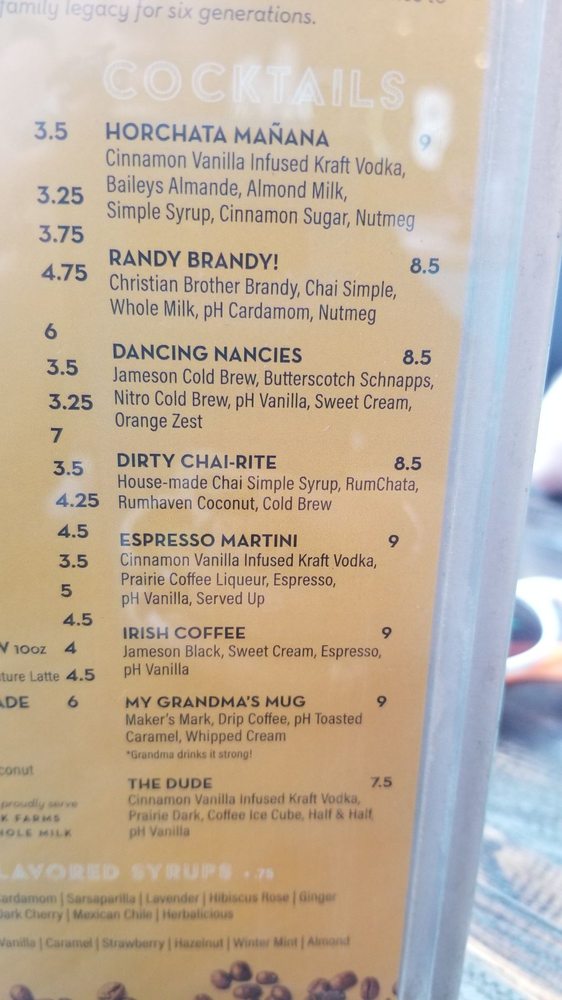 family legacy for six generations.
COCKTAILS
3.5
3.25
3.75
4.75
6
3.5
3.25
7
3.5
4.25
4.5
3.5
5
4.5
10oz 4
Latte 4.5
6
HORCHATA MAÑANA 9
Cinnamon Vanilla Infused Kraft Vodka,
Baileys Almande, Almond Milk,
Simple Syrup, Cinnamon Sugar, Nutmeg
RANDY BRANDY! 8.5
Christian Brother Brandy, Chai Simple,
Whole Milk, pH Cardamom, Nutmeg
DANCING NANCIES 8.5
Jameson Cold Brew, Butterscotch Schnapps,
Nitro Cold Brew, pH Vanilla, Sweet Cream,
Orange Zest
DIRTY CHAI-RITE 8.5
House-made Chai Simple Syrup, RumChata,
Rumhaven Coconut, Cold Brew
ESPRESSO MARTINI 9
Cinnamon Vanilla Infused Kraft Vodka,
Prairie Coffee Liqueur, Espresso,
pH Vanilla, Served Up
IRISH COFFEE 9
Jameson Black, Sweet Cream, Espresso,
pH Vanilla
MY GRANDMA'S MUG 9
Maker's Mark, Drip Coffee, pH Toasted
Caramel, Whipped Cream
*Grandma drinks it strong!
THE DUDE 7.5
Cinnamon Vanilla Infused Kraft Vodka,
Prairie Dark, Coffee Ice Cube, Half & Half,
pH Vanilla
proudly serve
FARMS
MILK
SYRUPS +.75
Cardamom | Sarsaparilla | Lavender | Hibiscus Rose | Ginger
Dark Cherry | Mexican Chile | Herbalicious
Vanilla | Caramel | Strawberry | Hazelnut | Winter Mint | Almond